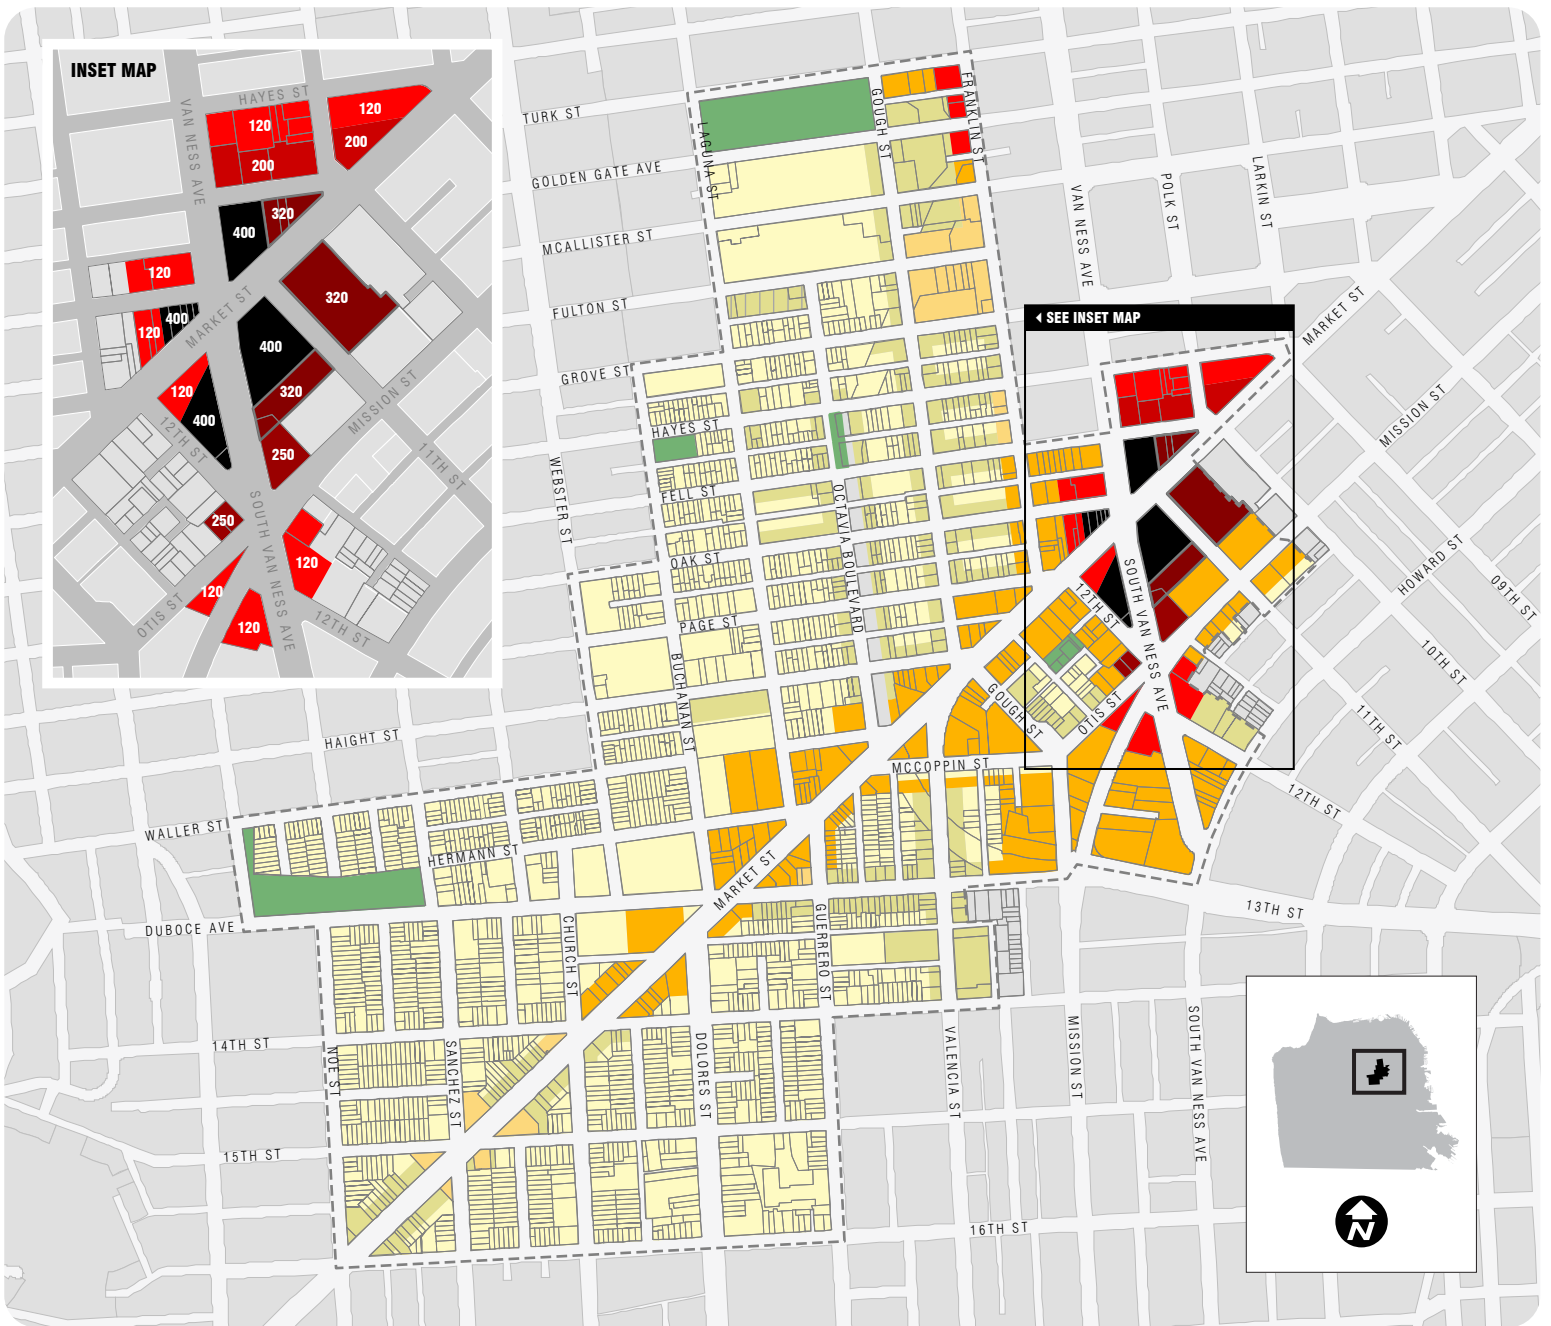 INSET MAP
HAYES ST
VAN NESS AVE
120
120
200
200
320
400
120
320
400
120
MARKET ST
400
120
320
400
12TH ST
MISSION ST
250
11TH ST
250
SOUTH VAN NESS AVE
120
120
OTIS ST
120
12TH ST
TURK ST
GOLDEN GATE AVE
MCALLISTER ST
FULTON ST
GROVE ST
HAYES ST
FELL ST
OAK ST
PAGE ST
HAIGHT ST
WALLER ST
HERMANN ST
DUBOCE AVE
14TH ST
15TH ST
16TH ST
LAGUNA ST
GOUGH ST
FRANKLIN ST
VAN NESS AVE
POLK ST
LARKIN ST
SEE INSET MAP
MARKET ST
MISSION ST
HOWARD ST
09TH ST
10TH ST
11TH ST
12TH ST
13TH ST
WEBSTER ST
OCTAVIA BOULEVARD
BUCHANAN ST
12TH ST
SOUTH VAN NESS AVE
GOUGH ST
OTIS ST
MCCOPPIN ST
MARKET ST
CHURCH ST
GUERRERO ST
NOE ST
SANCHEZ ST
DOLORES ST
VALENCIA ST
MISSION ST
SOUTH VAN NESS AVE
N